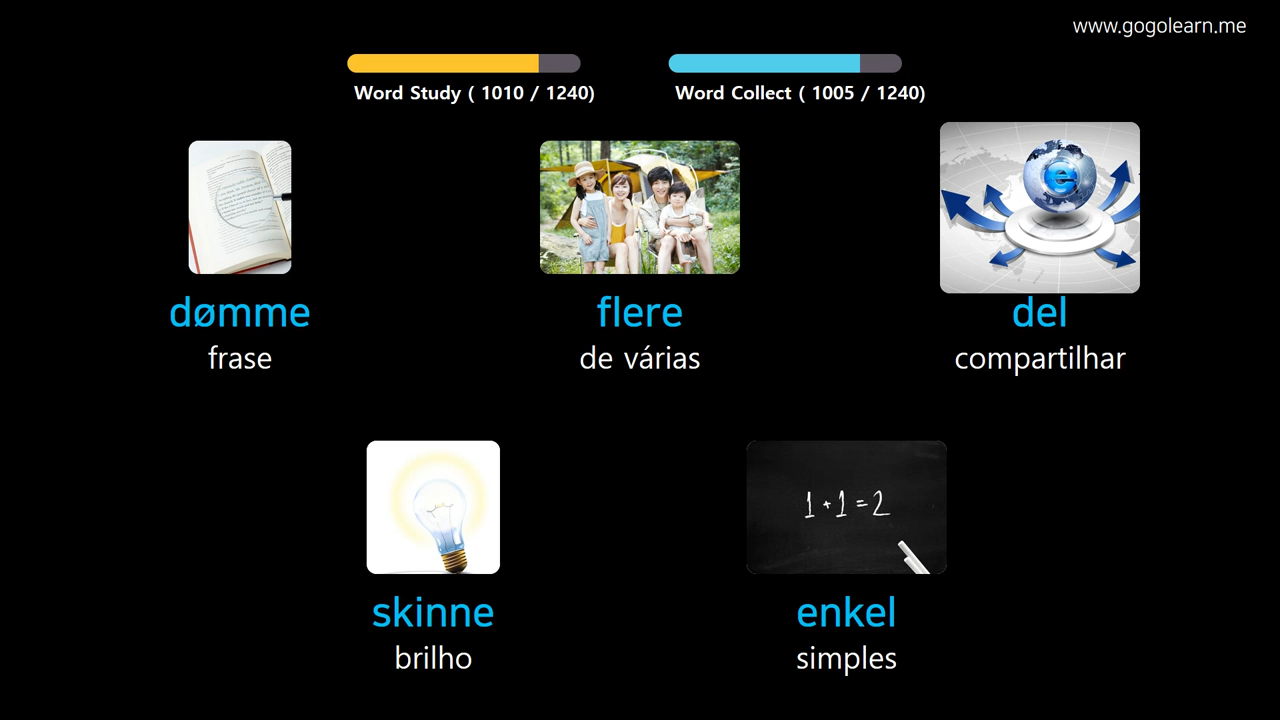 www.gogolearn.me
Word Study ( 1010 / 1240)
Word Collect ( 1005 / 1240)
dømme
frase
flere
de várias
e
del
compartilhar
1+1=2
skinne
brilho
enkel
simples